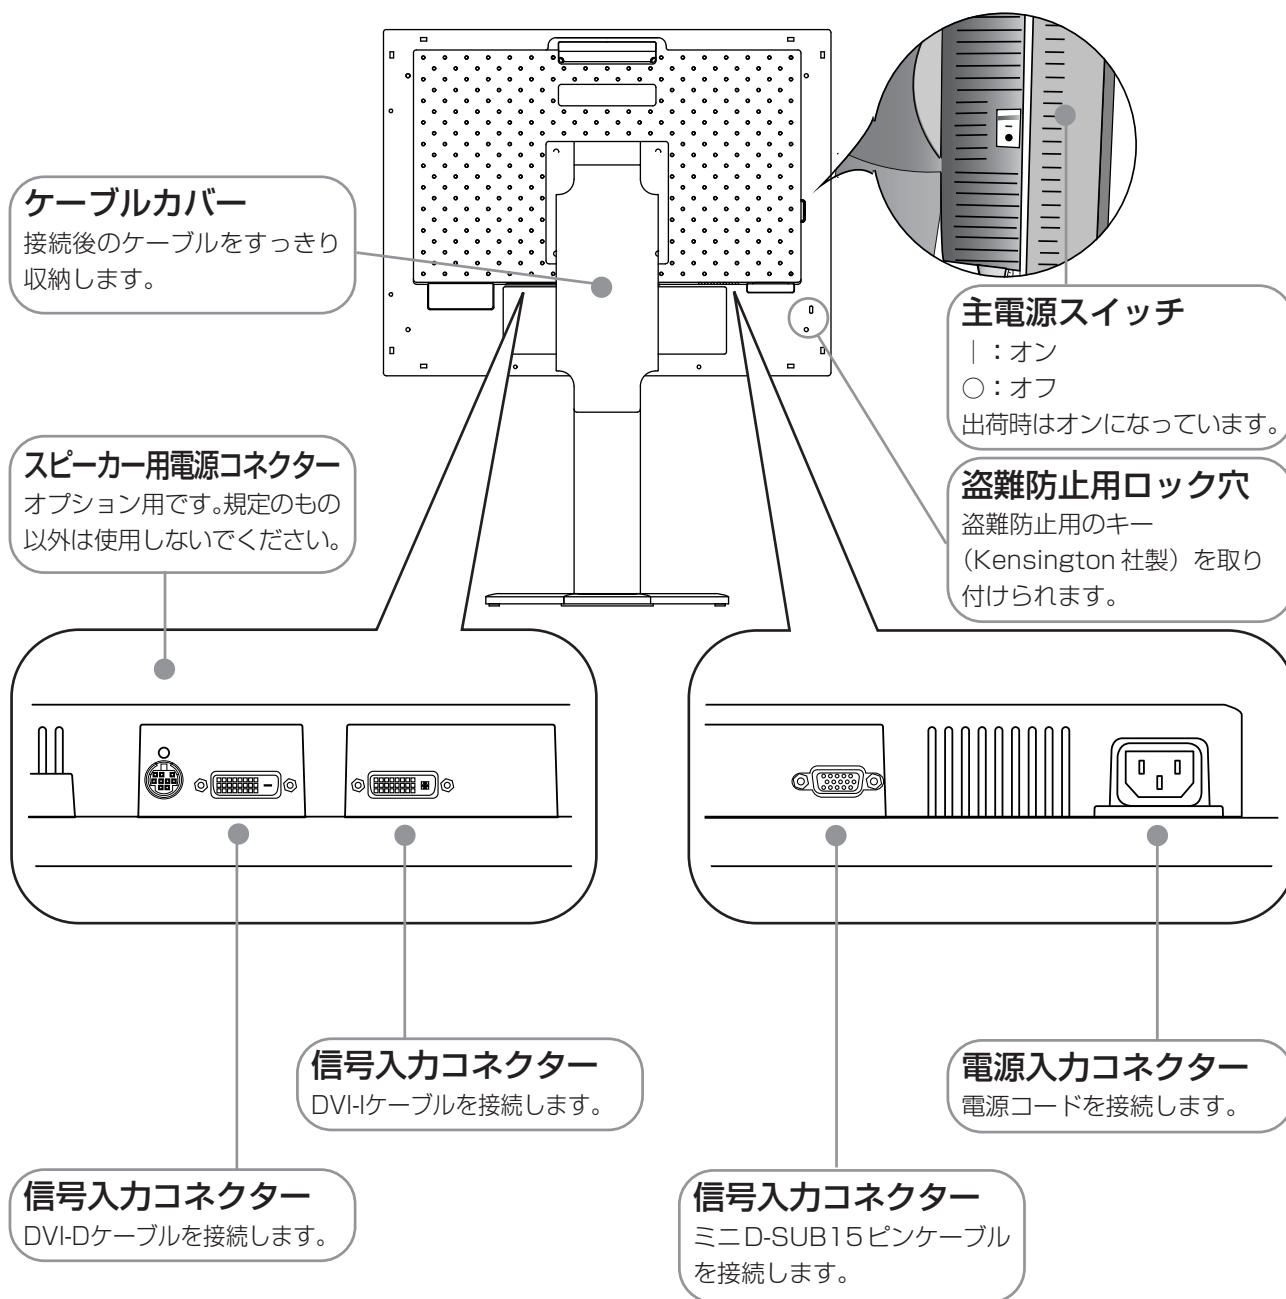 ケーブルカバー
接続後のケーブルをすっきり
収納します。
主電源スイッチ
｜：オン
○：オフ
出荷時はオンになっています。
スピーカー用電源コネクター
オプション用です。規定のもの
以外は使用しないでください。
盗難防止用ロック穴
盗難防止用のキー
（Kensington 社製）を取り
付けられます。
信号入力コネクター
DVI-Iケーブルを接続します。
電源入力コネクター
電源コードを接続します。
信号入力コネクター
DVI-Dケーブルを接続します。
信号入力コネクター
ミニD-SUB15ピンケーブル
を接続します。